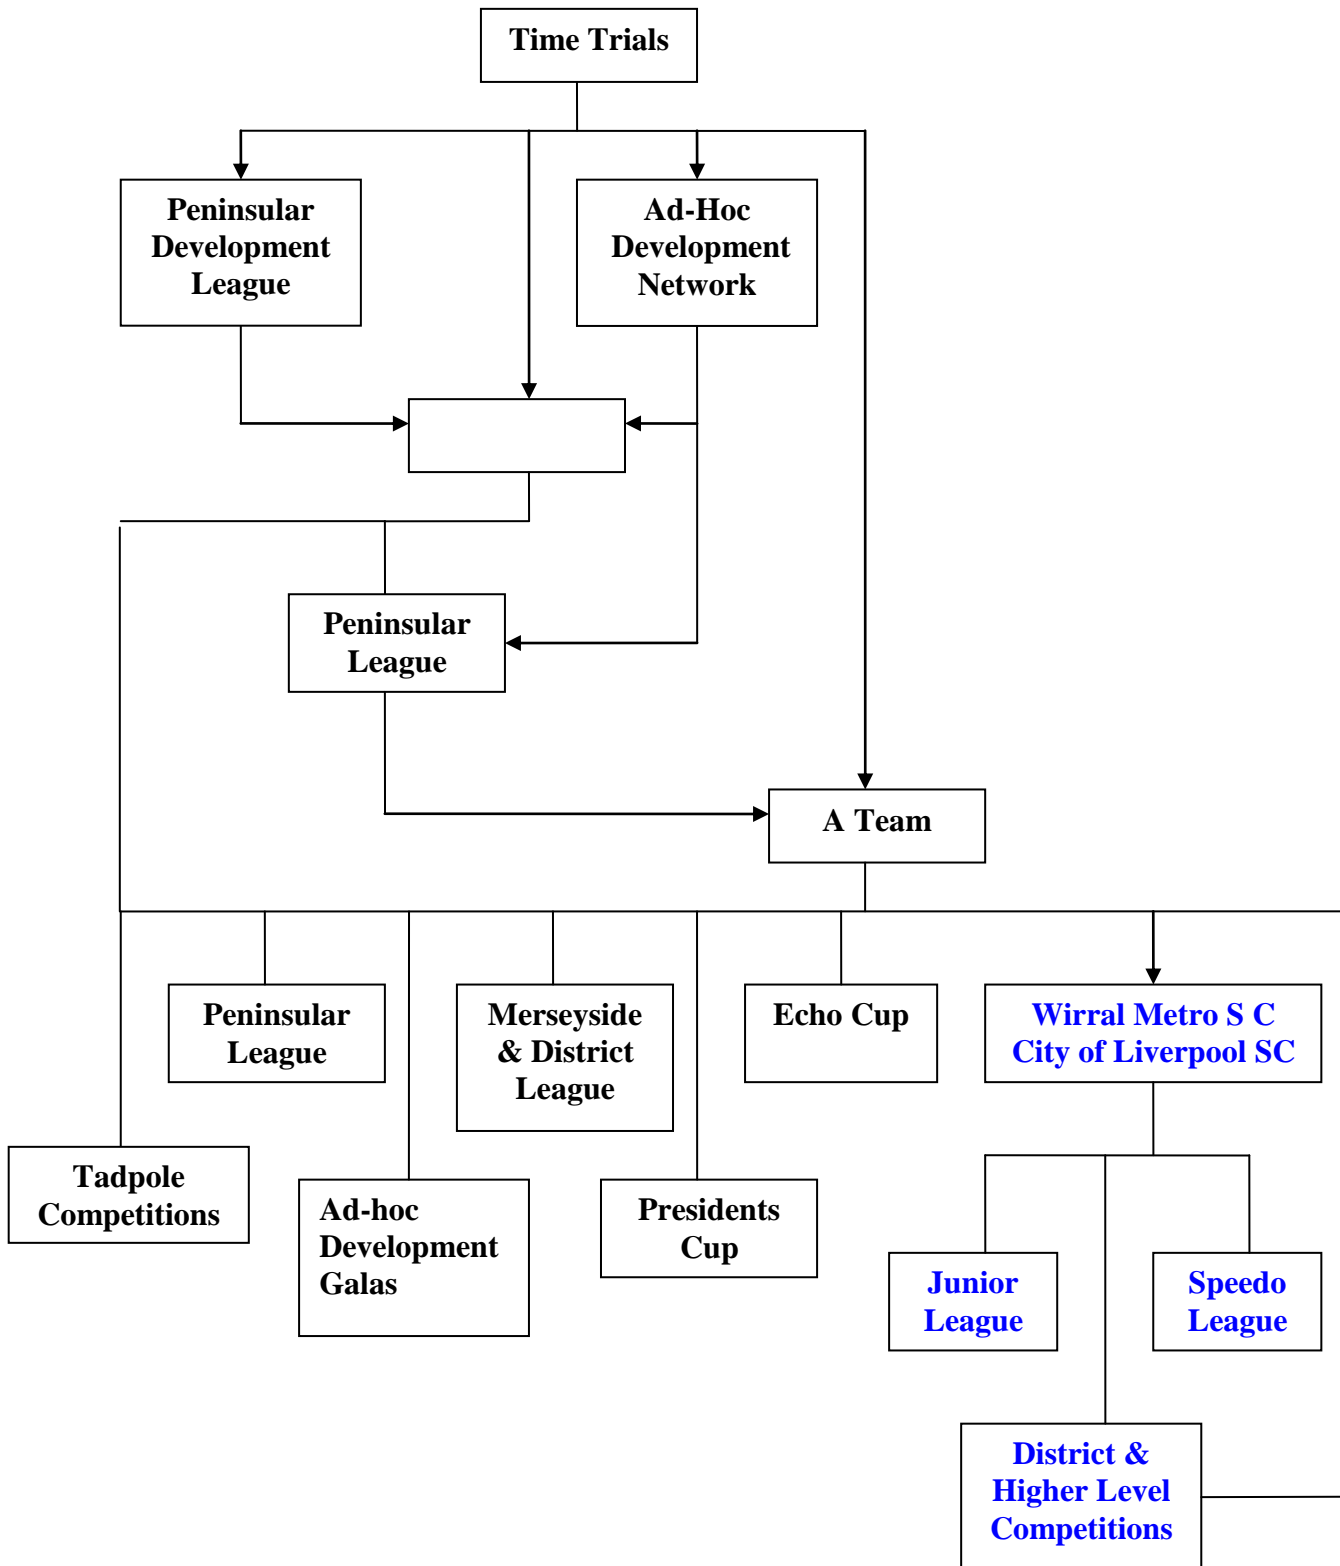 Time Trials
Peninsular
Development
League
Ad-Hoc
Development
Network
Peninsular
League
A Team
Peninsular
League
Merseyside
& District
League
Echo Cup
Wirral Metro S C
City of Liverpool SC
Tadpole
Competitions
Ad-hoc
Development
Galas
Presidents
Cup
Junior
League
Speedo
League
District &
Higher Level
Competitions